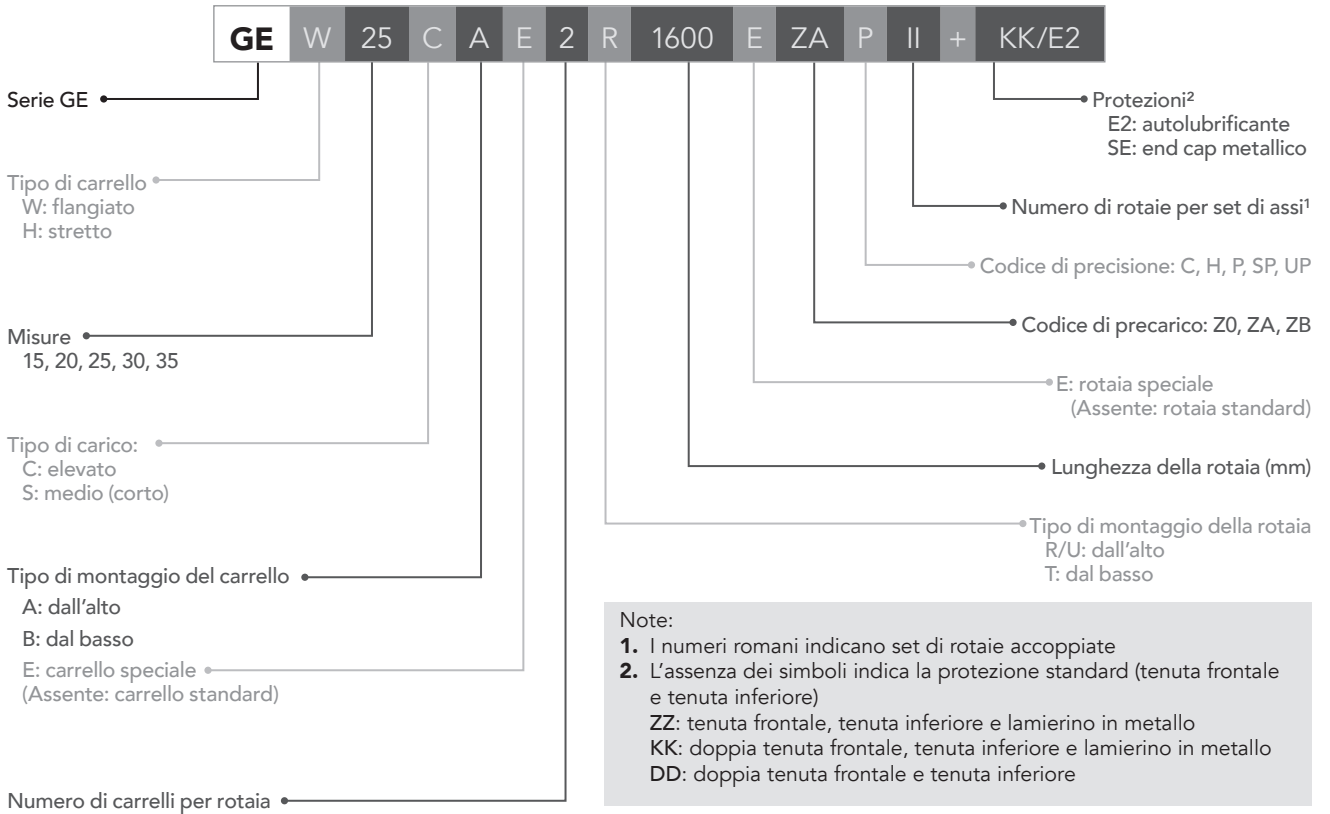 GE W 25 C A E 2 R 1600 E ZA P II + KK/E2
Serie GE
Tipo di carrello
W: flangiato
H: stretto
Misure
15, 20, 25, 30, 35
Tipo di carico:
C: elevato
S: medio (corto)
Tipo di montaggio del carrello
A: dall'alto
B: dal basso
E: carrello speciale
(Assente: carrello standard)
Numero di carrelli per rotaia
Protezioni²
E2: autolubrificante
SE: end cap metallico
Numero di rotaie per set di assi¹
Codice di precisione: C, H, P, SP, UP
Codice di precarico: Z0, ZA, ZB
E: rotaia speciale
(Assente: rotaia standard)
Lunghezza della rotaia (mm)
Tipo di montaggio della rotaia
R/U: dall'alto
T: dal basso
Note:
1. I numeri romani indicano set di rotaie accoppiate
2. L'assenza dei simboli indica la protezione standard (tenuta frontale
e tenuta inferiore)
ZZ: tenuta frontale, tenuta inferiore e lamierino in metallo
KK: doppia tenuta frontale, tenuta inferiore e lamierino in metallo
DD: doppia tenuta frontale e tenuta inferiore